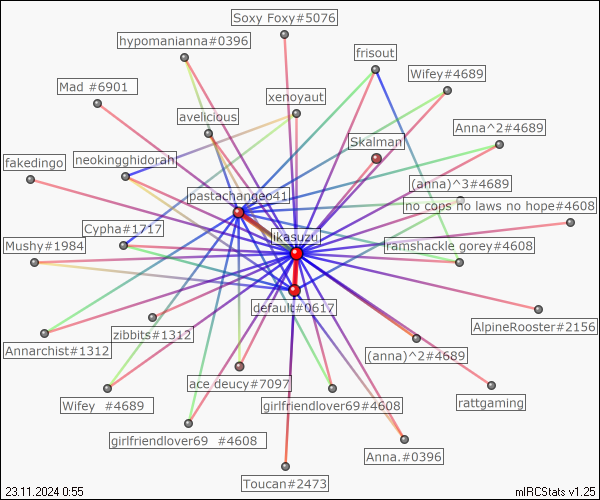 Soxy Foxy#5076
hypomanianna#0396
frisout
Wifey#4689
Mad #6901
xenoyaut
avelicious
Anna^2#4689
Skalman
fakedingo
neokingghidorah
(anna)^3#4689
pastachangeo41
no cops no laws no hope#4608
Cypha#1717
ikasuzu
Mushy#1984
ramshackle gorey#4608
default#0617
AlpineRooster#2156
zibbits#1312
Annarchist#1312
(anna)^2#4689
ace deucy#7097
Wifey #4689
girlfriendlover69#4608
rattgaming
girlfriendlover69 #4608
Anna.#0396
Toucan#2473
23.11.2024 0:55
mIRCStats v1.25